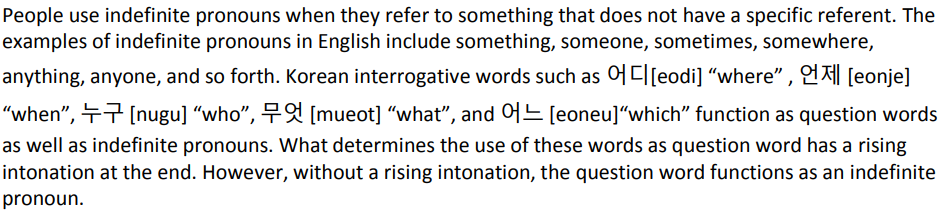 People use indefinite pronouns when they refer to something that does not have a specific referent. The
examples of indefinite pronouns in English include something, someone, sometimes, somewhere,
anything, anyone, and so forth. Korean interrogative words such as 어디[eodi] “where” , 언제 [eonje]
“when”, 누구 [nugu] “who”, 무엇 [mueot] “what”, and 어느 [eoneu]“which” function as question words
as well as indefinite pronouns. What determines the use of these words as question word has a rising
intonation at the end. However, without a rising intonation, the question word functions as an indefinite
pronoun.